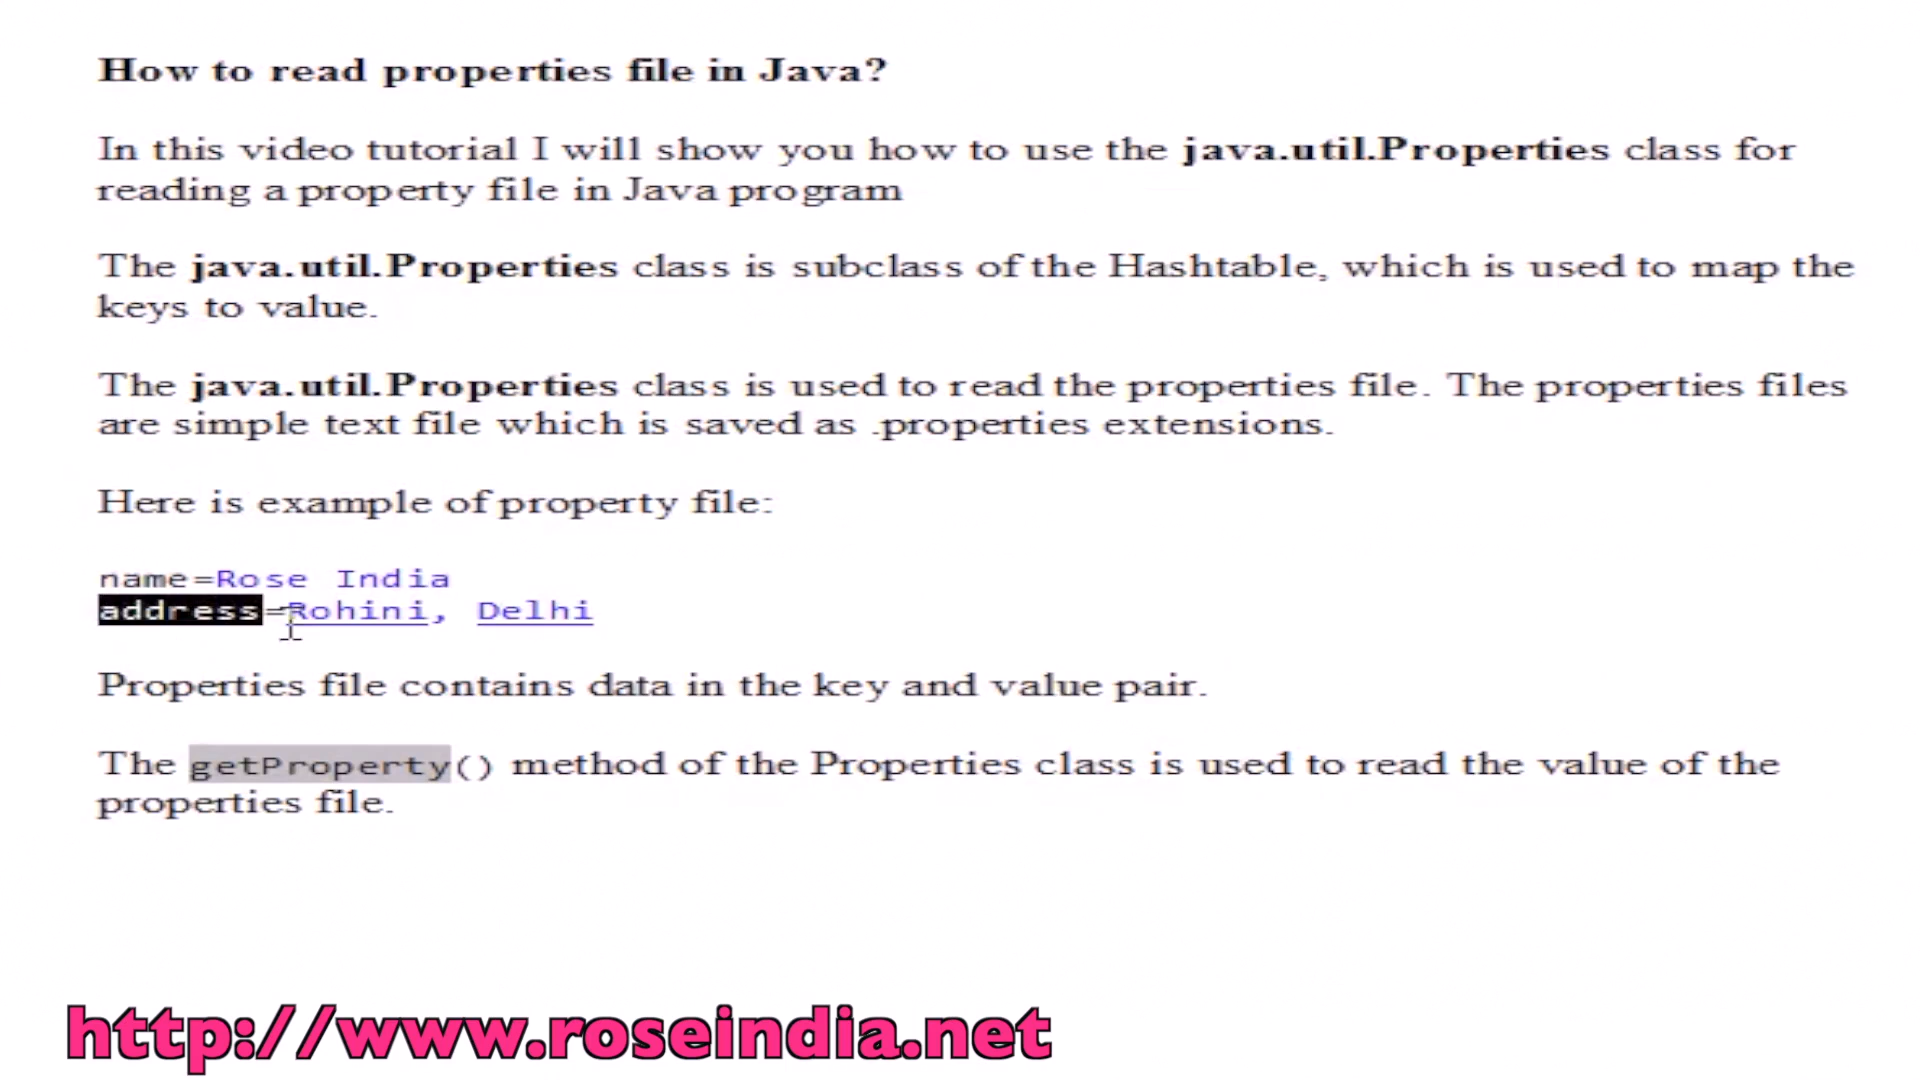 How to read properties file in Java?
In this video tutorial I will show you how to use the java.util.Properties class for
reading a property file in Java program
The java.util.Properties class is subclass of the Hashtable, which is used to map the
keys to value.
The java.util.Properties class is used to read the properties file. The properties files
are simple text file which is saved as .properties extensions.
Here is example of property file:
name=Rose India
address=Rohini, Delhi
Properties file contains data in the key and value pair.
The getProperty() method of the Properties class is used to read the value of the
properties file.
http://www.roseindia.net